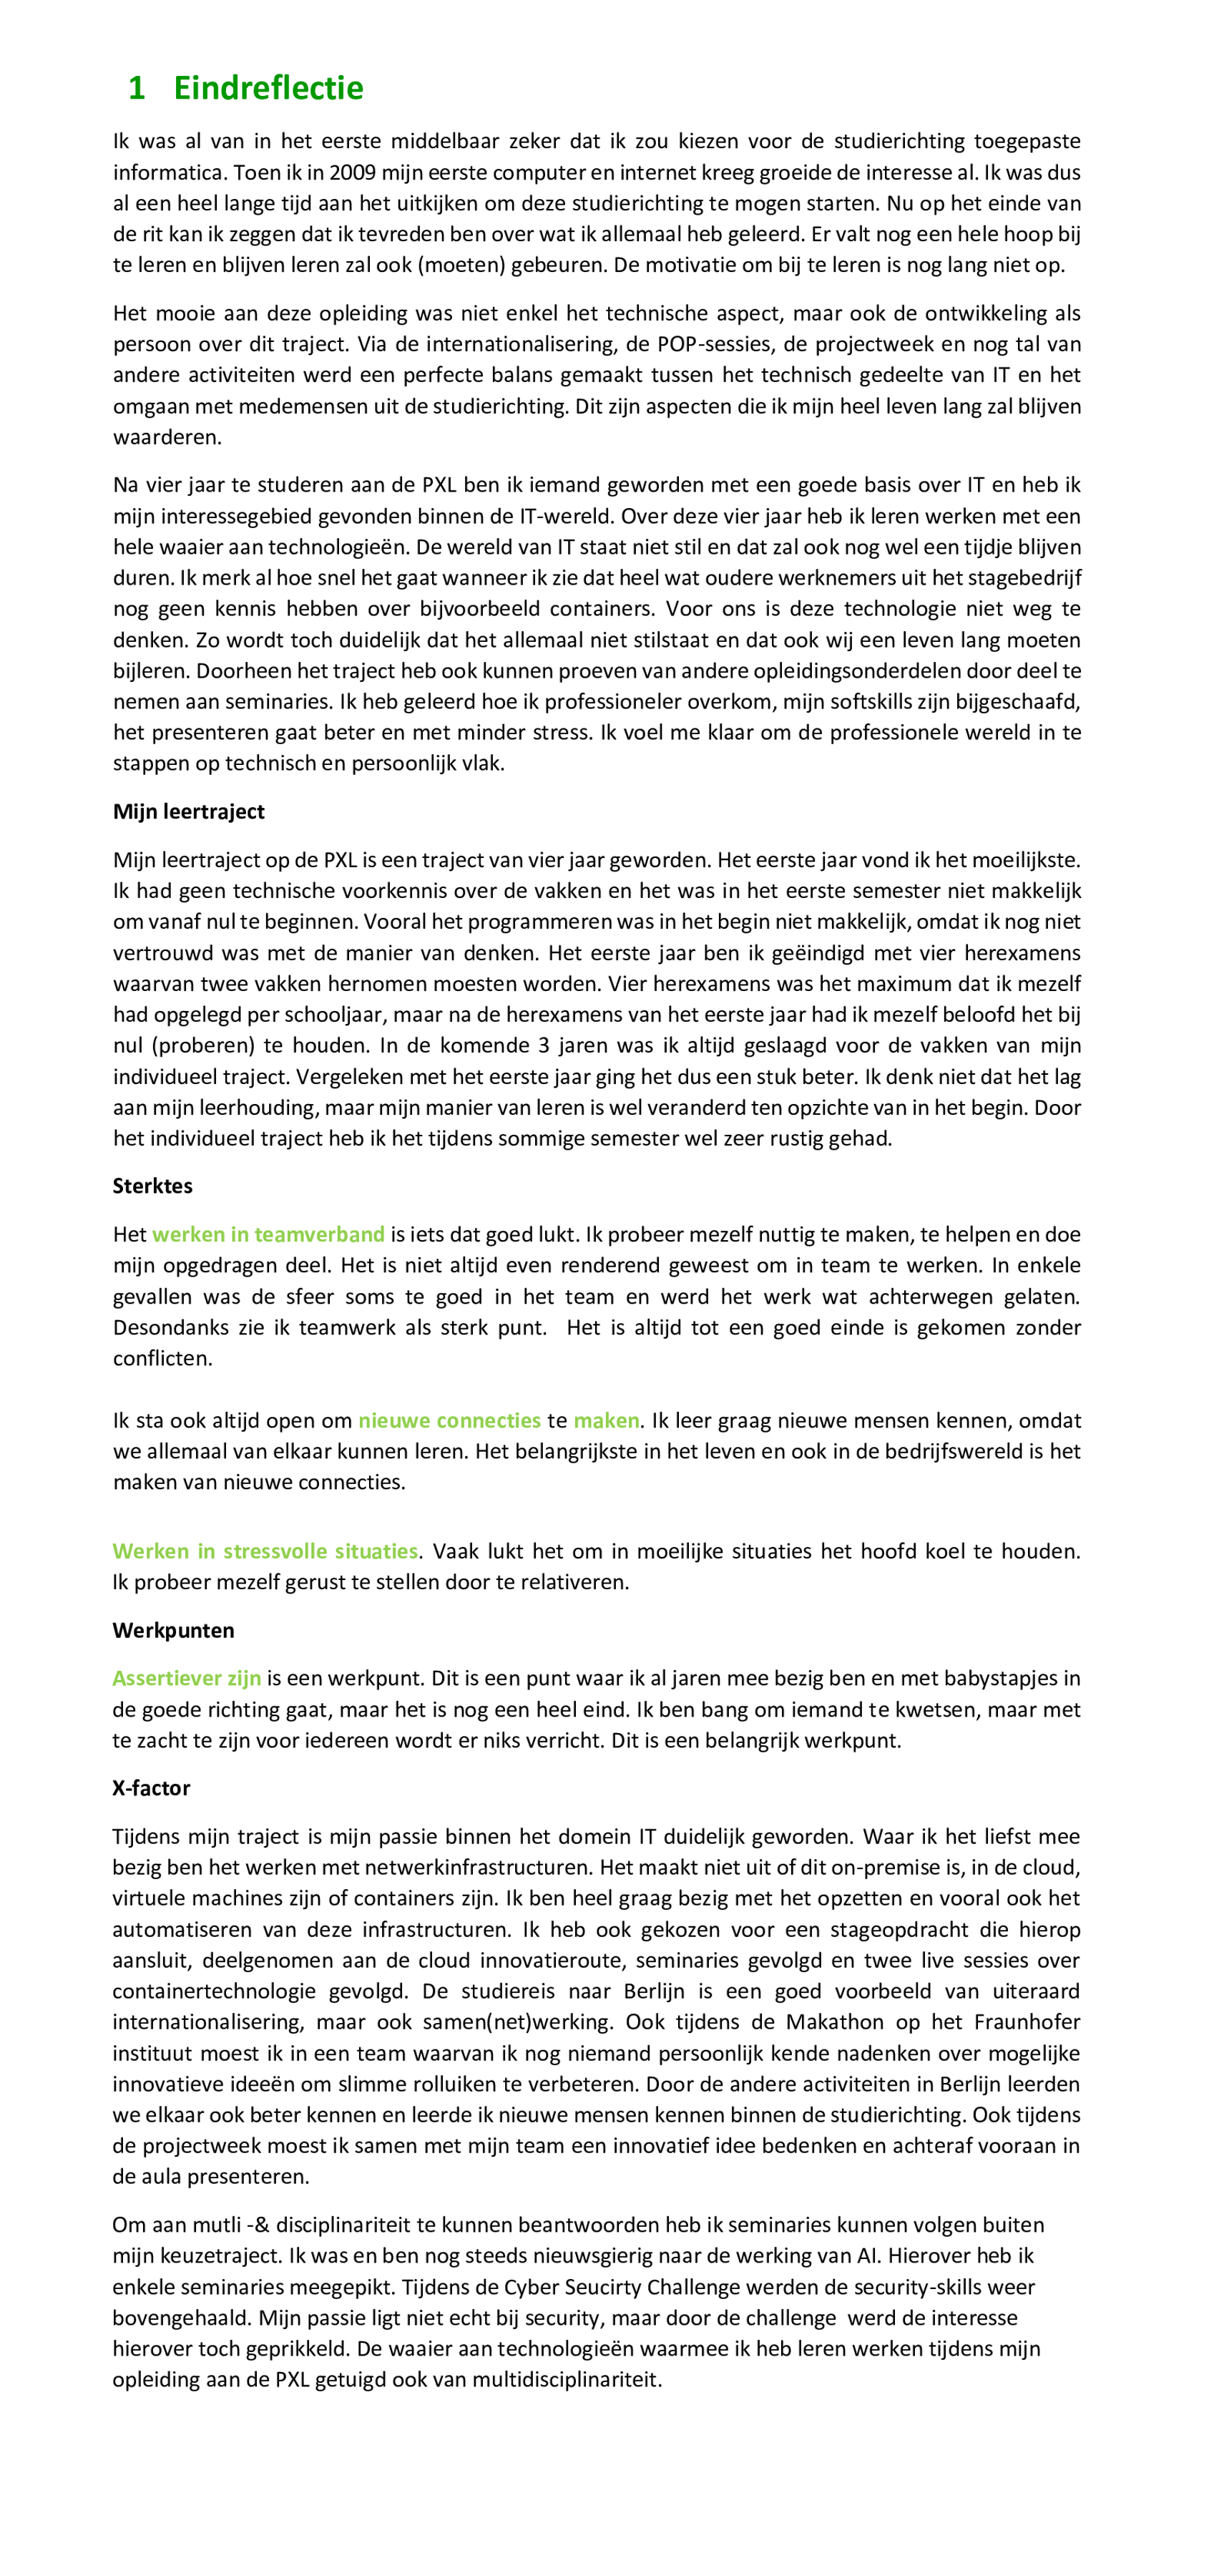 1 Eindreflectie
Ik was al van in het eerste middelbaar zeker dat ik zou kiezen voor de studierichting toegepaste
informatica. Toen ik in 2009 mijn eerste computer en internet kreeg groeide de interesse al. Ik was dus
al een heel lange tijd aan het uitkijken om deze studierichting te mogen starten. Nu op het einde van
de rit kan ik zeggen dat ik tevreden ben over wat ik allemaal heb geleerd. Er valt nog een hele hoop bij
te leren en blijven leren zal ook (moeten) gebeuren. De motivatie om bij te leren is nog lang niet op.
Het mooie aan deze opleiding was niet enkel het technische aspect, maar ook de ontwikkeling als
persoon over dit traject. Via de internationalisering, de POP-sessies, de projectweek en nog tal van
andere activiteiten werd een perfecte balans gemaakt tussen het technisch gedeelte van IT en het
omgaan met medemensen uit de studierichting. Dit zijn aspecten die ik mijn heel leven lang zal blijven
waarderen.
Na vier jaar te studeren aan de PXL ben ik iemand geworden met een goede basis over IT en heb ik
mijn interessegebied gevonden binnen de IT-wereld. Over deze vier jaar heb ik leren werken met een
hele waaier aan technologieën. De wereld van IT staat niet stil en dat zal ook nog wel een tijdje blijven
duren. Ik merk al hoe snel het gaat wanneer ik zie dat heel wat oudere werknemers uit het stagebedrijf
nog geen kennis hebben over bijvoorbeeld containers. Voor ons is deze technologie niet weg te
denken. Zo wordt toch duidelijk dat het allemaal niet stilstaat en dat ook wij een leven lang moeten
bijleren. Doorheen het traject heb ook kunnen proeven van andere opleidingsonderdelen door deel te
nemen aan seminaries. Ik heb geleerd hoe ik professioneler overkom, mijn softskills zijn bijgeschaafd,
het presenteren gaat beter en met minder stress. Ik voel me klaar om de professionele wereld in te
stappen op technisch en persoonlijk vlak.
Mijn leertraject
Mijn leertraject op de PXL is een traject van vier jaar geworden. Het eerste jaar vond ik het moeilijkste.
Ik had geen technische voorkennis over de vakken en het was in het eerste semester niet makkelijk
om vanaf nul te beginnen. Vooral het programmeren was in het begin niet makkelijk, omdat ik nog niet
vertrouwd was met de manier van denken. Het eerste jaar ben ik geëindigd met vier herexamens
waarvan twee vakken hernomen moesten worden. Vier herexamens was het maximum dat ik mezelf
had opgelegd per schooljaar, maar na de herexamens van het eerste jaar had ik mezelf beloofd het bij
nul (proberen) te houden. In de komende 3 jaren was ik altijd geslaagd voor de vakken van mijn
individueel traject. Vergeleken met het eerste jaar ging het dus een stuk beter. Ik denk niet dat het lag
aan mijn leerhouding, maar mijn manier van leren is wel veranderd ten opzichte van in het begin. Door
het individueel traject heb ik het tijdens sommige semester wel zeer rustig gehad.
Sterktes
Het werken in teamverband is iets dat goed lukt. Ik probeer mezelf nuttig te maken, te helpen en doe
mijn opgedragen deel. Het is niet altijd even renderend geweest om in team te werken. In enkele
gevallen was de sfeer soms te goed in het team en werd het werk wat achterwegen gelaten.
Desondanks zie ik teamwerk als sterk punt. Het is altijd tot een goed einde is gekomen zonder
conflicten.
Ik sta ook altijd open om nieuwe connecties te maken. Ik leer graag nieuwe mensen kennen, omdat
we allemaal van elkaar kunnen leren. Het belangrijkste in het leven en ook in de bedrijfswereld is het
maken van nieuwe connecties.
Werken in stressvolle situaties. Vaak lukt het om in moeilijke situaties het hoofd koel te houden.
Ik probeer mezelf gerust te stellen door te relativeren.
Werkpunten
Assertiever zijn is een werkpunt. Dit is een punt waar ik al jaren mee bezig ben en met babystapjes in
de goede richting gaat, maar het is nog een heel eind. Ik ben bang om iemand te kwetsen, maar met
te zacht te zijn voor iedereen wordt er niks verricht. Dit is een belangrijk werkpunt.
X-factor
Tijdens mijn traject is mijn passie binnen het domein IT duidelijk geworden. Waar ik het liefst mee
bezig ben het werken met netwerkinfrastructuren. Het maakt niet uit of dit on-premise is, in de cloud,
virtuele machines zijn of containers zijn. Ik ben heel graag bezig met het opzetten en vooral ook het
automatiseren van deze infrastructuren. Ik heb ook gekozen voor een stageopdracht die hierop
aansluit, deelgenomen aan de cloud innovatieroute, seminaries gevolgd en twee live sessies over
containertechnologie gevolgd. De studiereis naar Berlijn is een goed voorbeeld van uiteraard
internationalisering, maar ook samen(net)werking. Ook tijdens de Makathon op het Fraunhofer
instituut moest ik in een team waarvan ik nog niemand persoonlijk kende nadenken over mogelijke
innovatieve ideeën om slimme rolluiken te verbeteren. Door de andere activiteiten in Berlijn leerden
we elkaar ook beter kennen en leerde ik nieuwe mensen kennen binnen de studierichting. Ook tijdens
de projectweek moest ik samen met mijn team een innovatief idee bedenken en achteraf vooraan in
de aula presenteren.
Om aan mutli -& disciplinariteit te kunnen beantwoorden heb ik seminaries kunnen volgen buiten
mijn keuzetraject. Ik was en ben nog steeds nieuwsgierig naar de werking van AI. Hierover heb ik
enkele seminaries meegepikt. Tijdens de Cyber Seucirty Challenge werden de security-skills weer
bovengehaald. Mijn passie ligt niet echt bij security, maar door de challenge werd de interesse
hierover toch geprikkeld. De waaier aan technologieën waarmee ik heb leren werken tijdens mijn
opleiding aan de PXL getuigd ook van multidisciplinariteit.